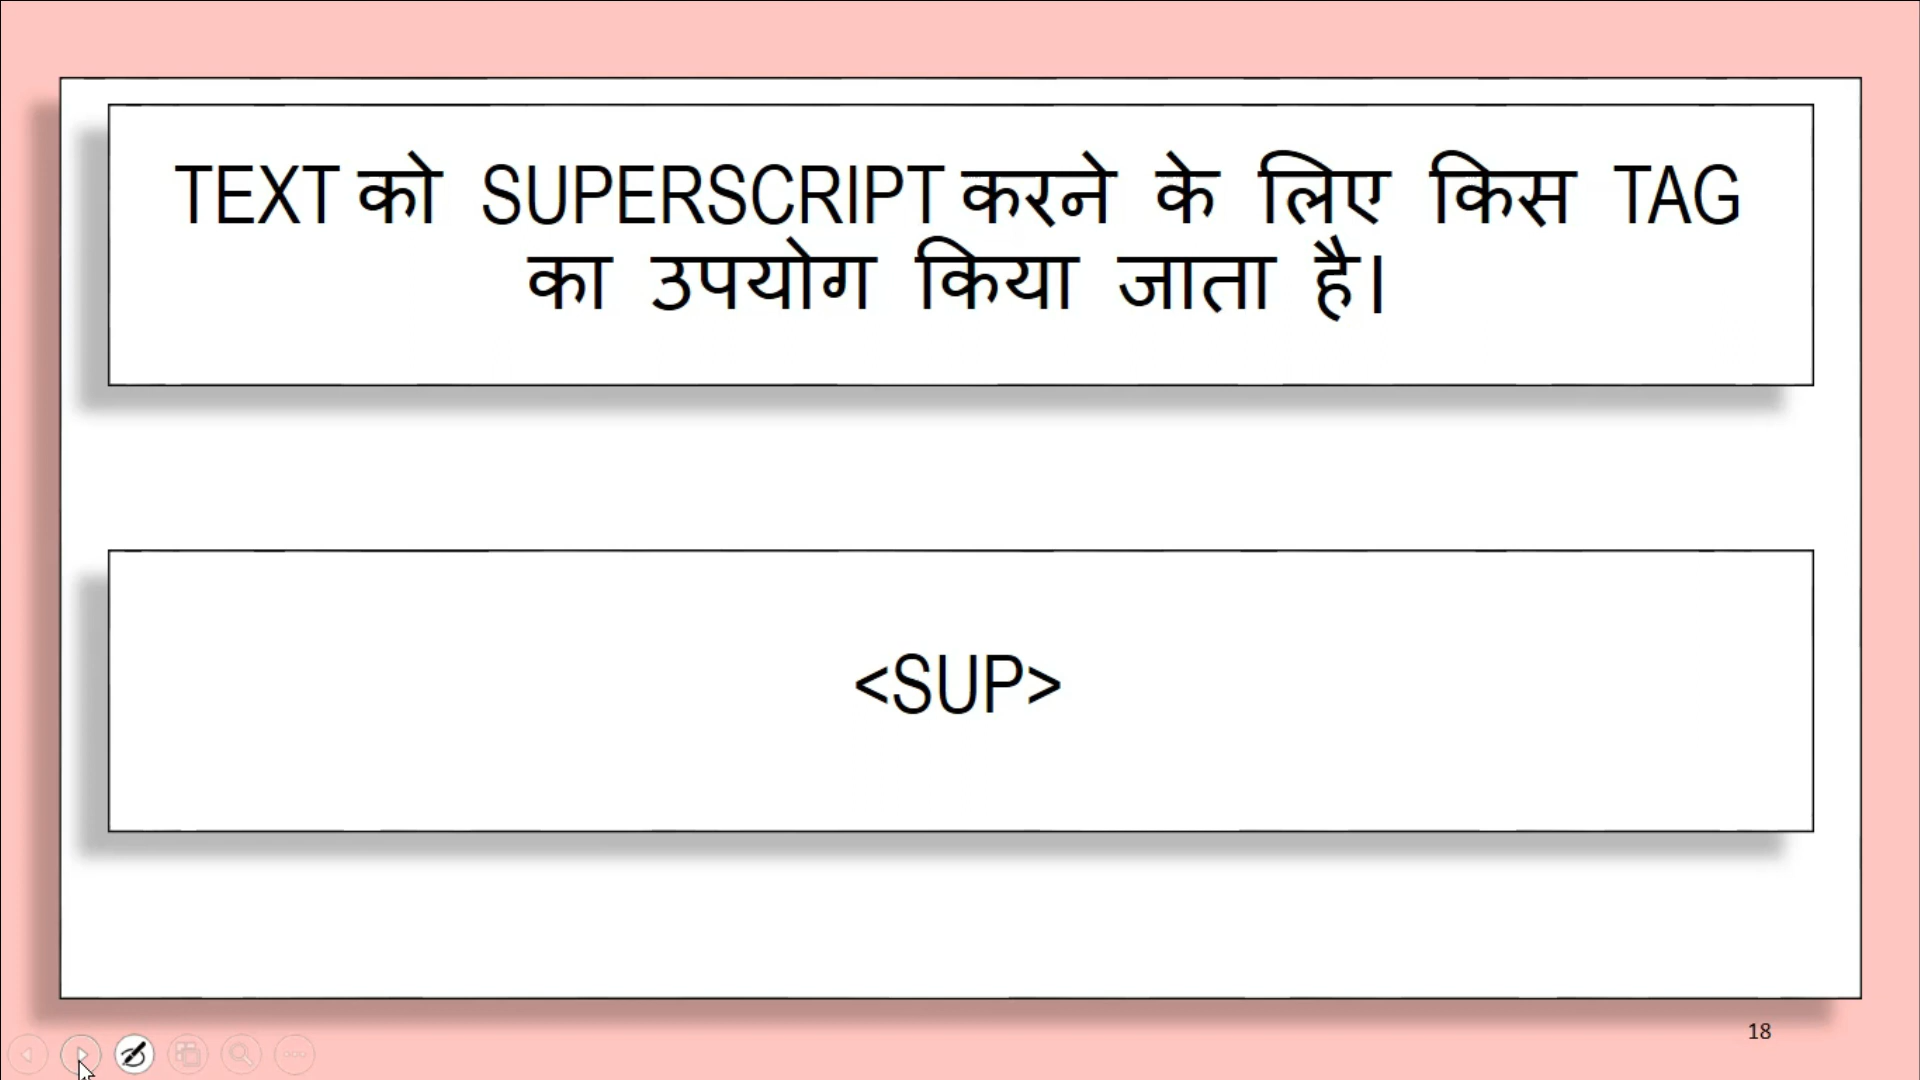 TEXT को SUPERSCRIPT करने के लिए किस TAG
का उपयोग किया जाता है।
<SUP>
18